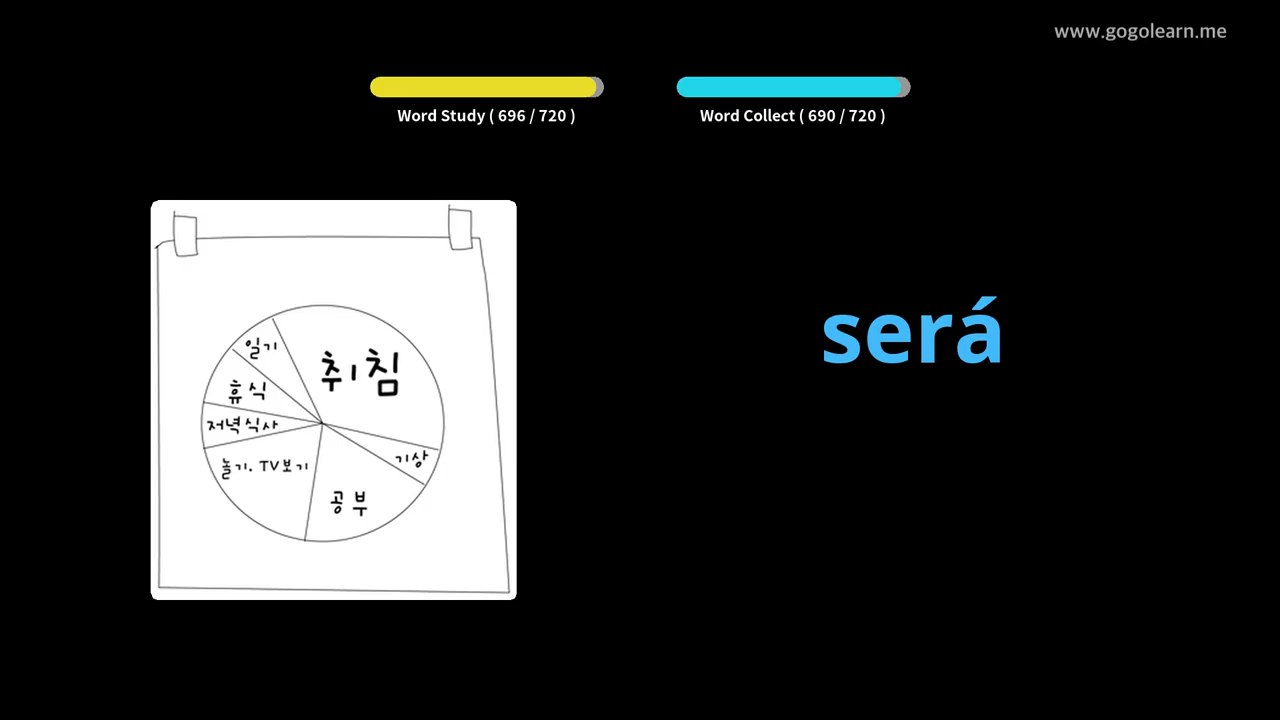 www.gogolearn.me
Word Study ( 696 / 720 )
Word Collect ( 690 / 720 )
일기
취침
휴식
저녁식사
놀기. TV보기
기상
공부
será